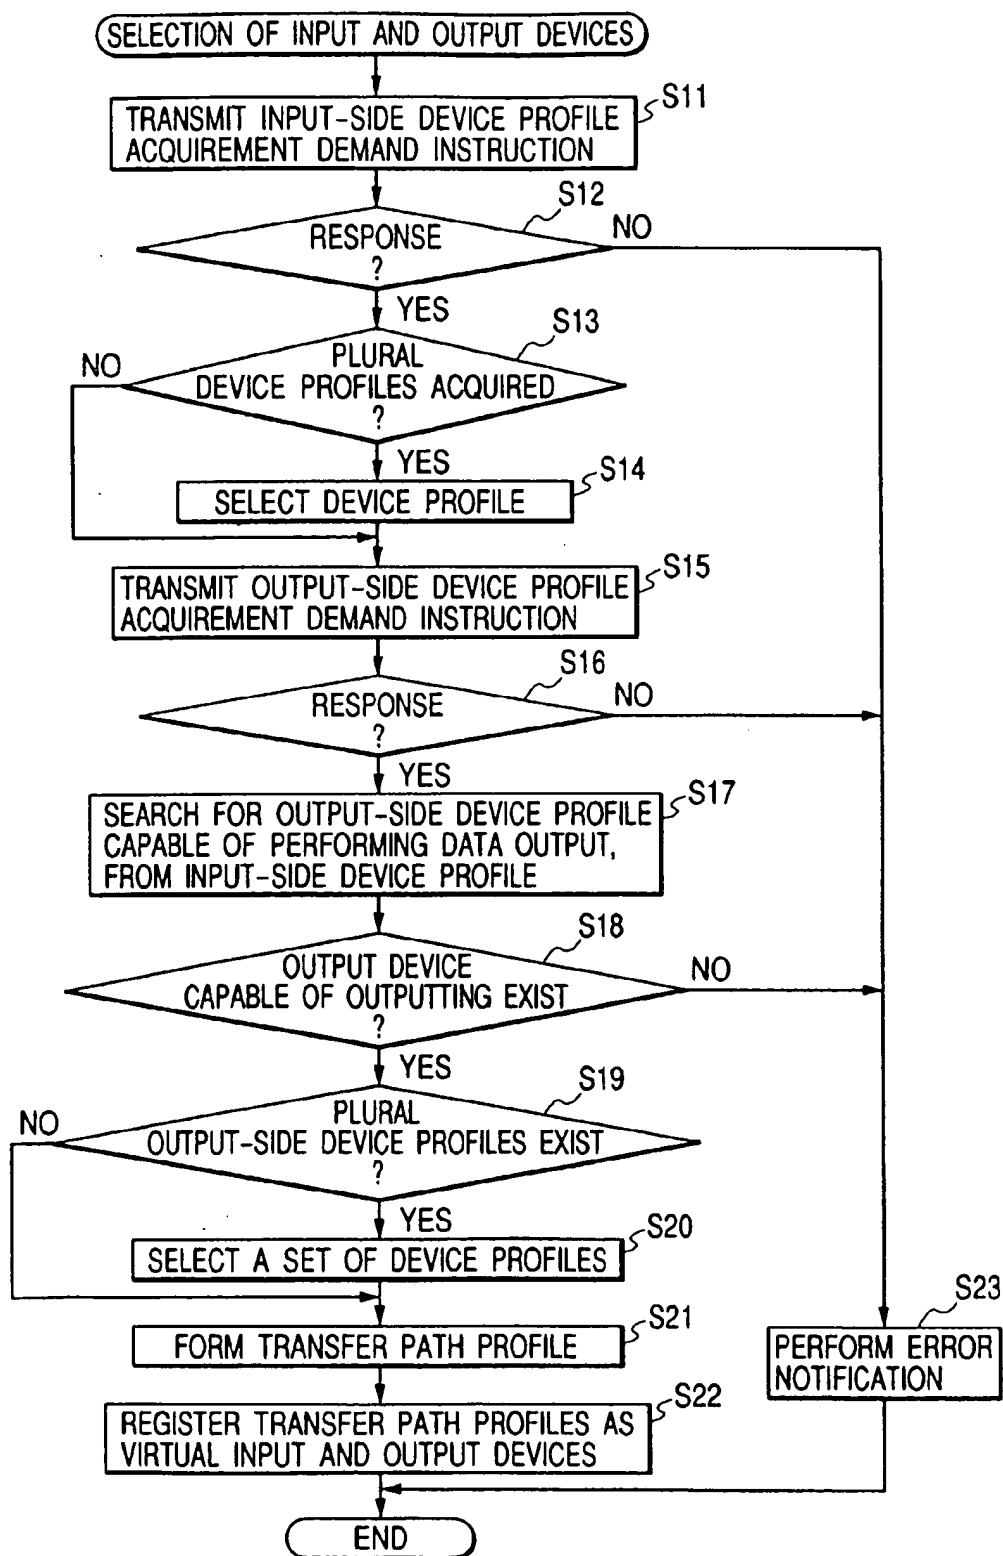 SELECTION OF INPUT AND OUTPUT DEVICES
S11
TRANSMIT INPUT-SIDE DEVICE PROFILE
ACQUIREMENT DEMAND INSTRUCTION
S12
RESPONSE
?
NO
YES
S13
PLURAL
DEVICE PROFILES ACQUIRED
?
NO
YES
S14
SELECT DEVICE PROFILE
S15
TRANSMIT OUTPUT-SIDE DEVICE PROFILE
ACQUIREMENT DEMAND INSTRUCTION
S16
RESPONSE
?
NO
YES
S17
SEARCH FOR OUTPUT-SIDE DEVICE PROFILE
CAPABLE OF PERFORMING DATA OUTPUT,
FROM INPUT-SIDE DEVICE PROFILE
S18
OUTPUT DEVICE
CAPABLE OF OUTPUTTING EXIST
?
NO
YES
S19
PLURAL
OUTPUT-SIDE DEVICE PROFILES EXIST
?
NO
YES
S20
SELECT A SET OF DEVICE PROFILES
S21
FORM TRANSFER PATH PROFILE
S23
PERFORM ERROR
NOTIFICATION
S22
REGISTER TRANSFER PATH PROFILES AS
VIRTUAL INPUT AND OUTPUT DEVICES
END